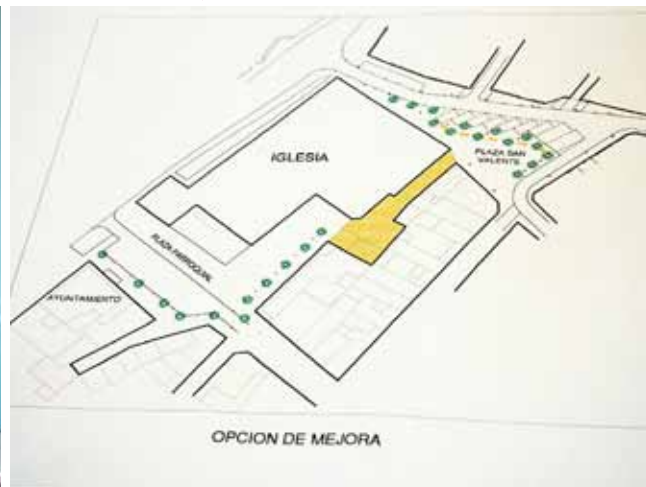 IGLESIA
PLAZA SAN
VALENTE
PLAZA PARROQUIAL
AYUNTAMIENTO
OPCION DE MEJORA